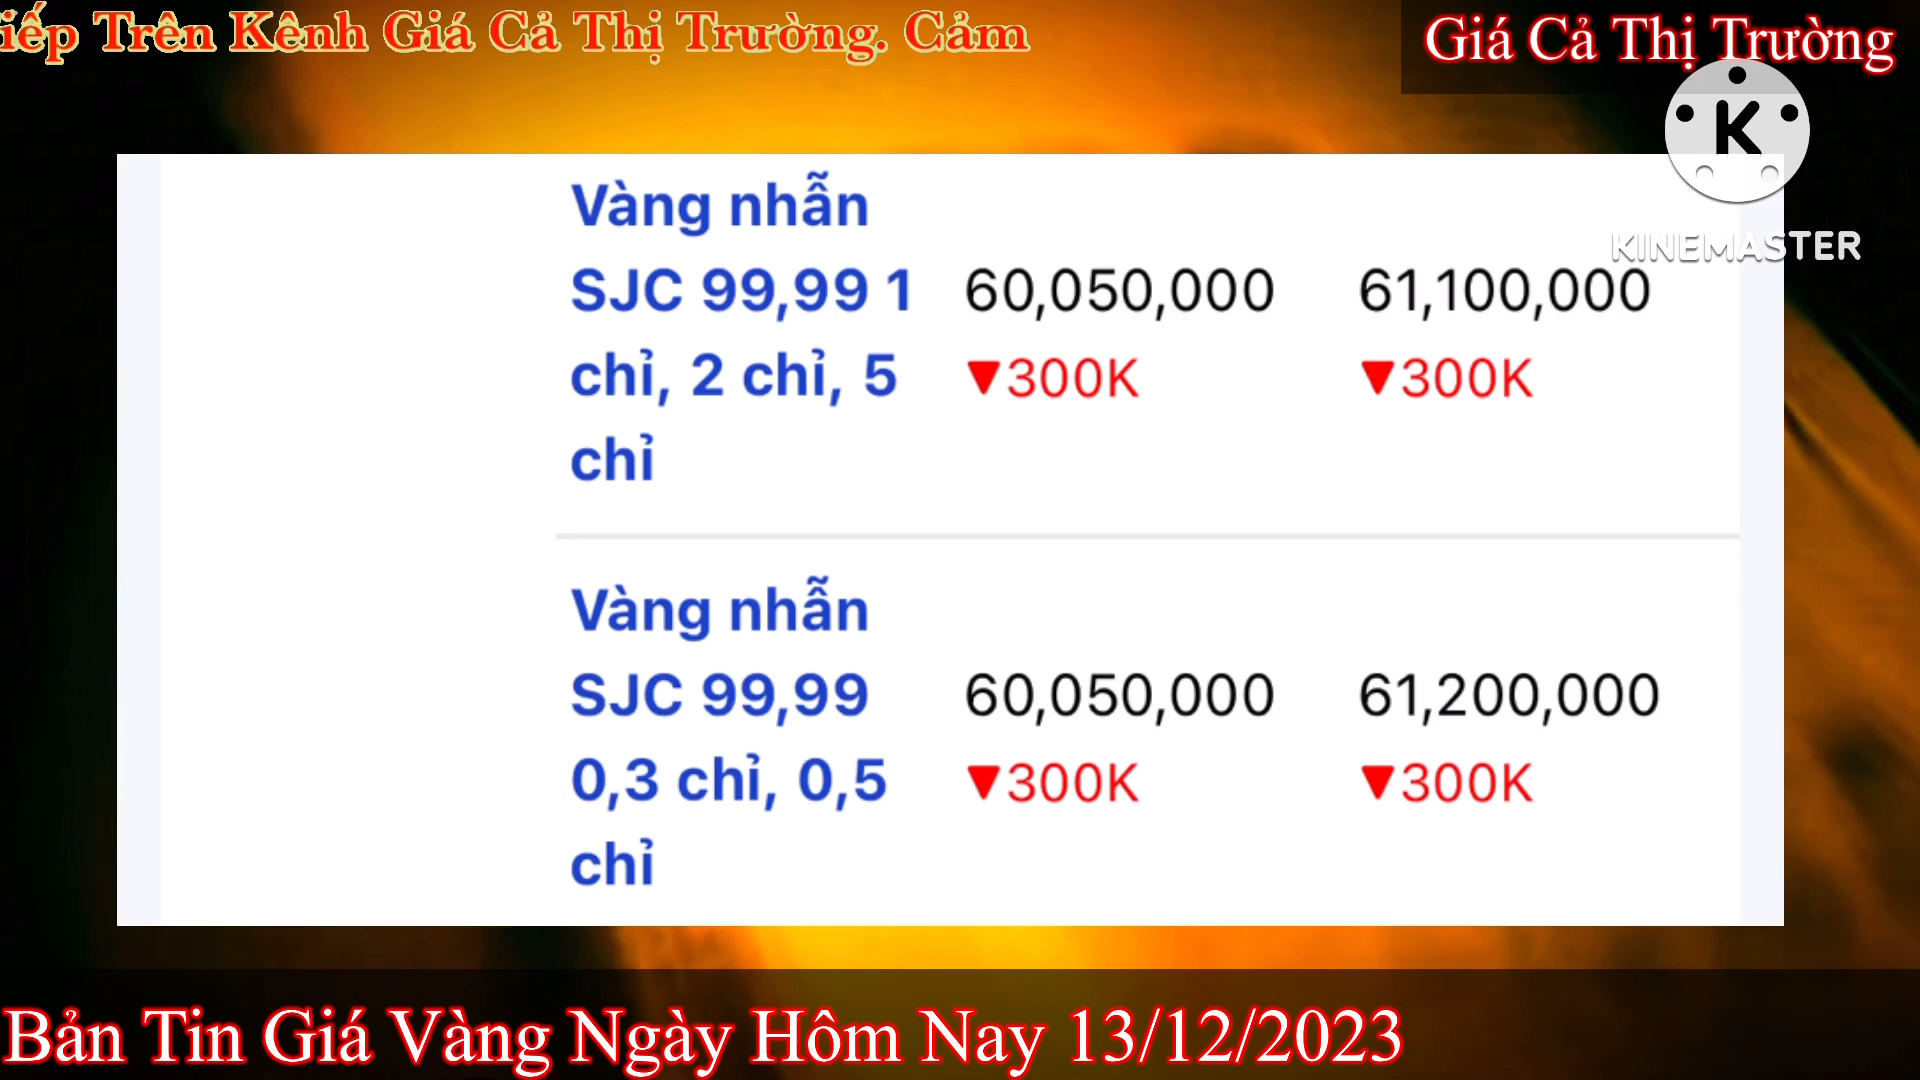 iếp Trên Kênh Giá Cả Thị Trường. Cảm
Giá Cả Thị Trường
K
KINEMASTER
Vàng nhẫn
SJC 99,99 1 60,050,000 61,100,000
chỉ, 2 chỉ, 5 ▼300K ▼300K
chỉ
Vàng nhẫn
SJC 99,99 60,050,000 61,200,000
0,3 chỉ, 0,5 ▼300K ▼300K
chỉ
Bản Tin Giá Vàng Ngày Hôm Nay 13/12/2023